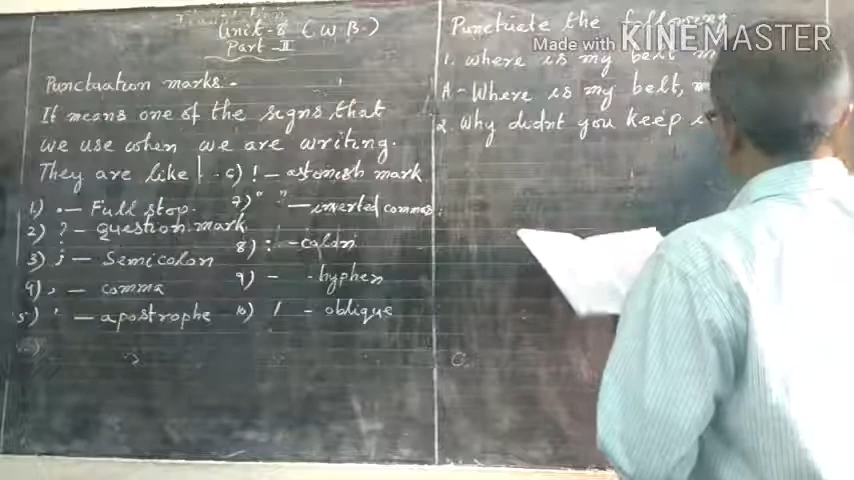 Unit-8 (W.B.)
Part-II
Punctuation marks:-
It means one of the signs that
we use when we are writing.
They are like
1) . - Full stop.
2) ? - question mark
3) ; - Semicolon
4) , - comma
5) ' - apostrophe
6) ! - astonish mark
7) " " - inverted commas
8) : - colon
9) - - hyphen
10) / - oblique
Punctuate the following:
1. where is my belt
A - Where is my belt,
2. Why didnt you keep
Made with KINEMASTER